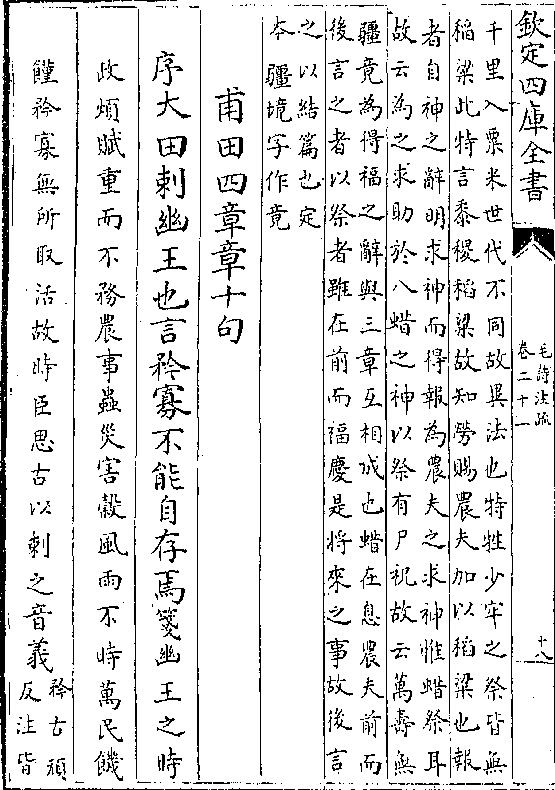 欽定四庫全書
毛詩注疏
卷二十一
十八
千里入粟米世代不同故異法也特牲少牢之祭皆無
稻粱此特言黍稷稻粱故知勞賜農夫加以稻粱也報
者自神之辭明求神而得報為農夫之求神惟蜡祭耳
故云為之求助於八蜡之神以祭有尸祝故云萬壽無
疆竟為得福之辭與三章互相成也蜡在息農夫前而
後言之者以祭者雖在前而福慶是將來之事故後言
之以結篇也定
本疆境字作竟
甫田四章章十句
序大田刺幽王也言矜寡不能自存焉箋幽王之時
政煩賦重而不務農事蟲災害穀風雨不時萬民饑
饉矜寡無所取活故時臣思古以刺之音義
矜古頑
反注皆